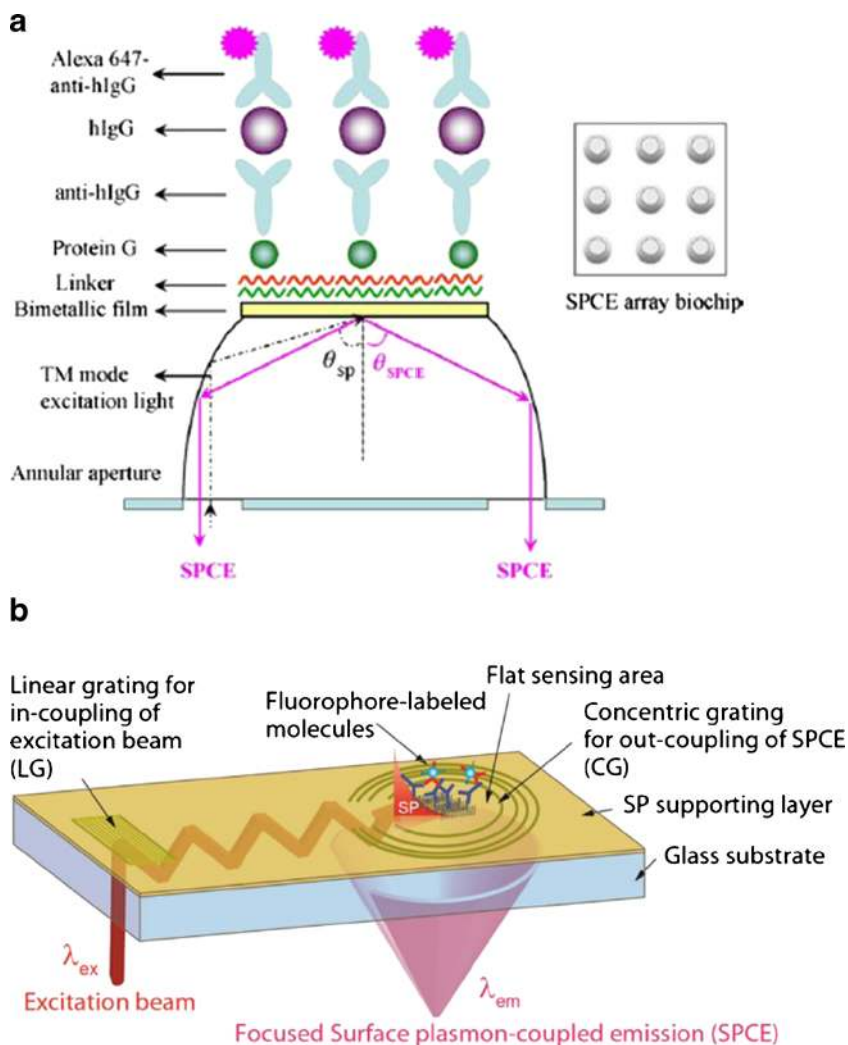 a
Alexa 647-
anti-hIgG
hIgG
anti-hIgG
Protein G
Linker
Bimetallic film
TM mode
excitation light
Annular aperture
θsp
θSPCE
SPCE
SPCE
SPCE array biochip
b
Linear grating for
in-coupling of
excitation beam
(LG)
Fluorophore-labeled
molecules
Flat sensing area
Concentric grating
for out-coupling of SPCE
(CG)
SP
SP supporting layer
Glass substrate
λex
Excitation beam
λem
Focused Surface plasmon-coupled emission (SPCE)